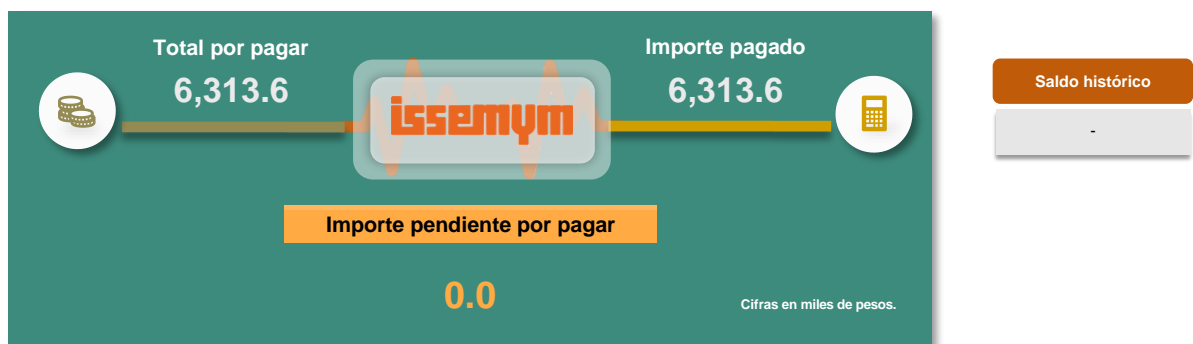 Total por pagar
6,313.6
issemym
Importe pagado
6,313.6
Importe pendiente por pagar
0.0
Cifras en miles de pesos.
Saldo histórico
-